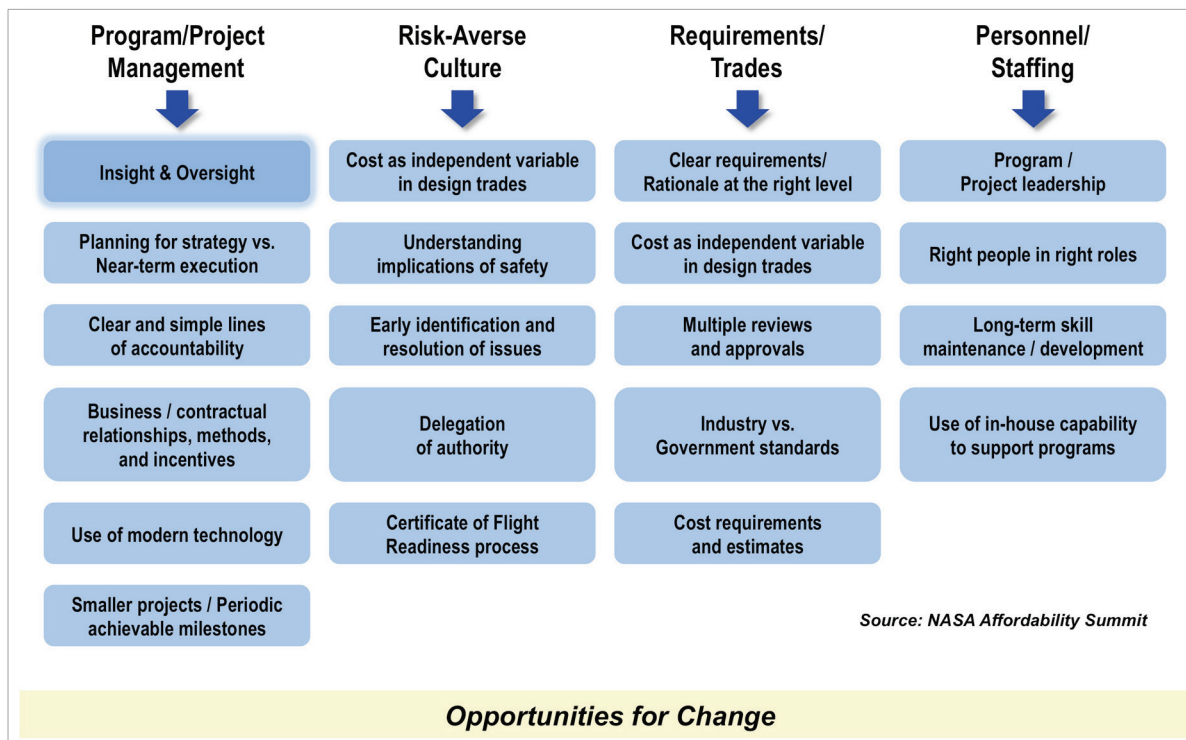 Program/Project
Management
Insight & Oversight
Planning for strategy vs.
Near-term execution
Clear and simple lines
of accountability
Business / contractual
relationships, methods,
and incentives
Use of modern technology
Smaller projects / Periodic
achievable milestones
Risk-Averse
Culture
Cost as independent variable
in design trades
Understanding
implications of safety
Early identification and
resolution of issues
Delegation
of authority
Certificate of Flight
Readiness process
Requirements/
Trades
Clear requirements/
Rationale at the right level
Cost as independent variable
in design trades
Multiple reviews
and approvals
Industry vs.
Government standards
Cost requirements
and estimates
Personnel/
Staffing
Program /
Project leadership
Right people in right roles
Long-term skill
maintenance / development
Use of in-house capability
to support programs
Source: NASA Affordability Summit
Opportunities for Change